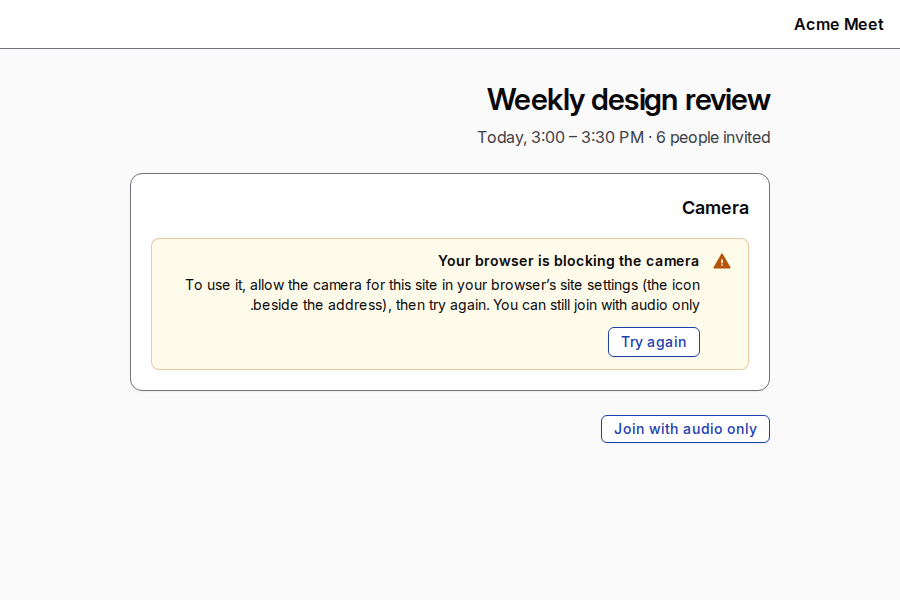 Acme Meet
Weekly design review
Today, 3:00 – 3:30 PM · 6 people invited
Camera
Your browser is blocking the camera
To use it, allow the camera for this site in your browser’s site settings (the icon
.beside the address), then try again. You can still join with audio only
Try again
Join with audio only